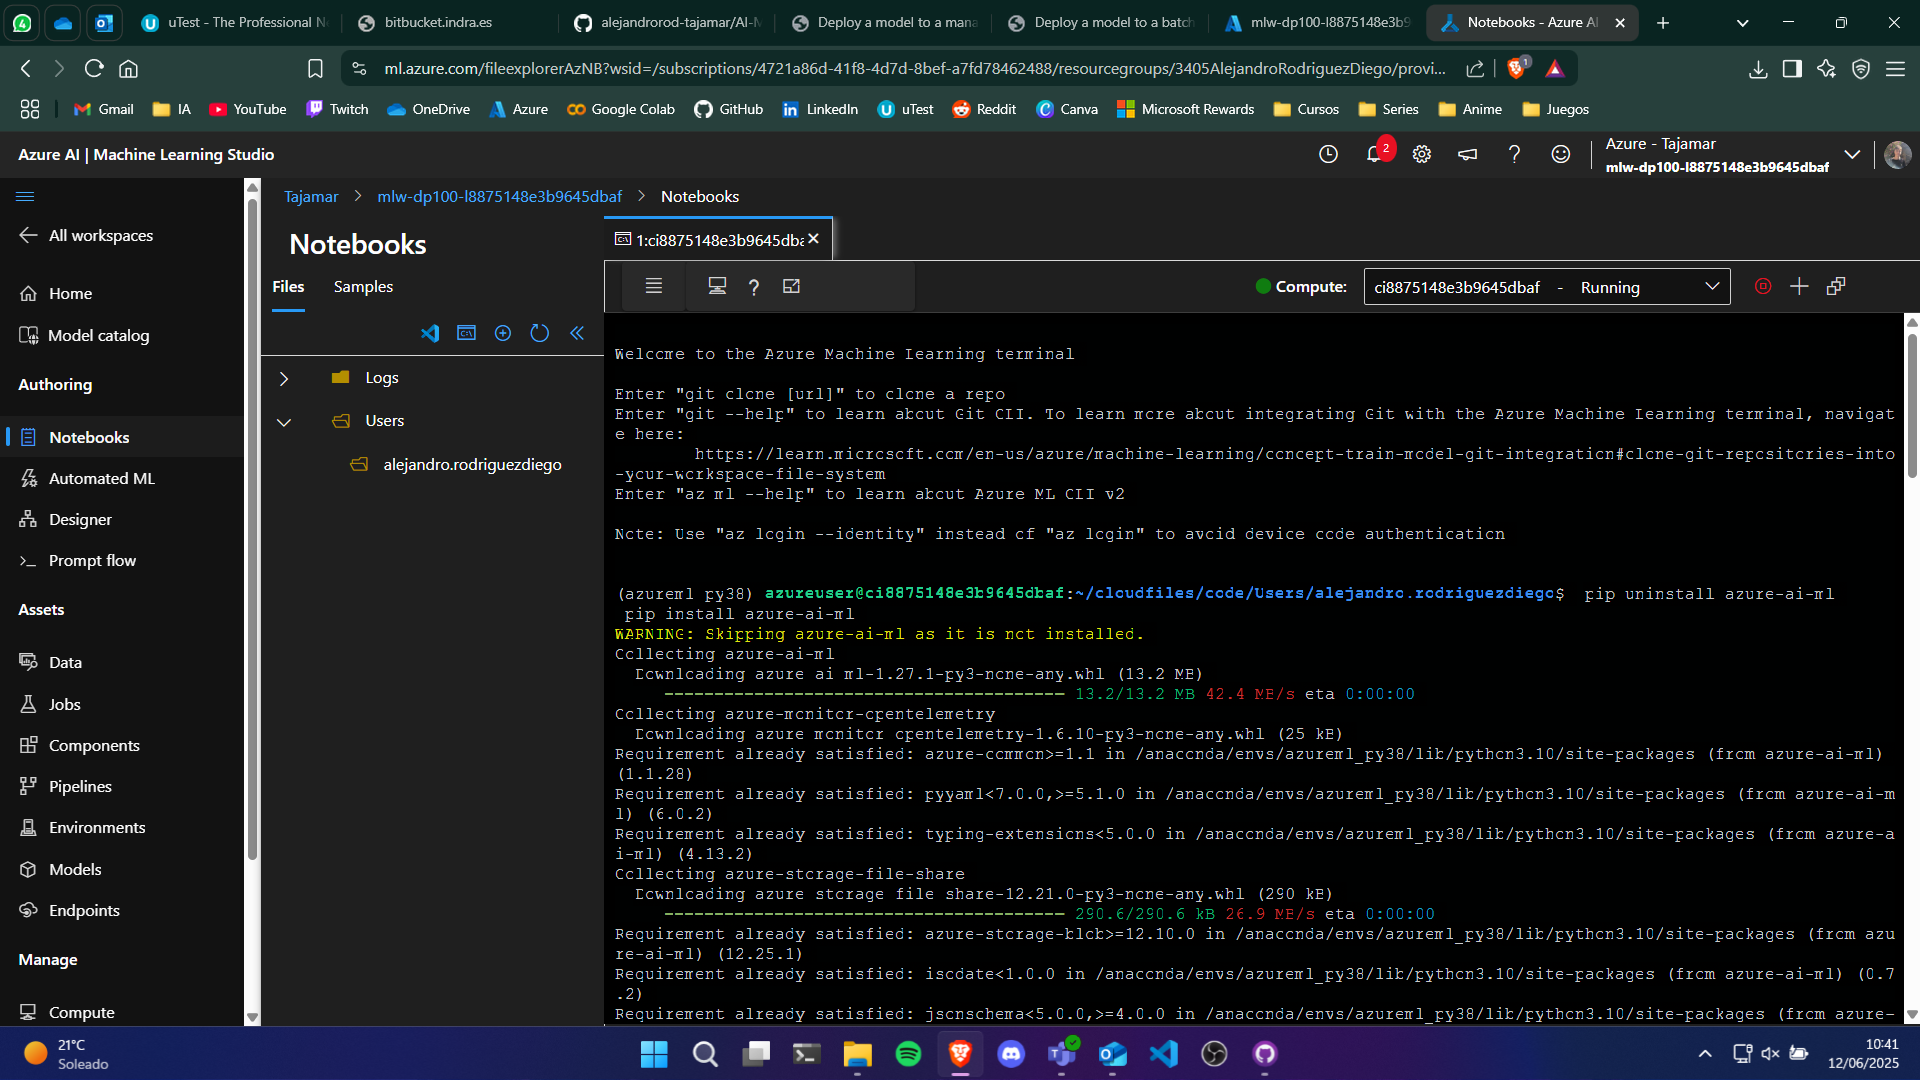 uTest - The Professional N
bitbucket.indra.es
alejandrorod-tajamar/AI-M
Deploy a model to a mana
Deploy a model to a batch
mlw-dp100-l8875148e3b9
Notebooks - Azure AI
ml.azure.com/fileexplorerAzNB?wsid=/subscriptions/4721a86d-41f8-4d7d-8bef-a7fd78462488/resourcegroups/3405AlejandroRodriguezDiego/provi...
1
Gmail
IA
YouTube
Twitch
OneDrive
Azure
Google Colab
GitHub
LinkedIn
uTest
Reddit
Canva
Microsoft Rewards
Cursos
Series
Anime
Juegos
Azure AI | Machine Learning Studio
2
Azure - Tajamar
mlw-dp100-l8875148e3b9645dbaf
All workspaces
Home
Model catalog
Authoring
Notebooks
Automated ML
Designer
Prompt flow
Assets
Data
Jobs
Components
Pipelines
Environments
Models
Endpoints
Manage
Compute
Tajamar > mlw-dp100-l8875148e3b9645dbaf > Notebooks
Notebooks
Files
Samples
Logs
Users
alejandro.rodriguezdiego
1:ci8875148e3b9645dba
Compute:
ci8875148e3b9645dbaf - Running
Welcome to the Azure Machine Learning terminal
Enter "git clone [url]" to clone a repo
Enter "git --help" to learn about Git CLI. To learn more about integrating Git with the Azure Machine Learning terminal, navigat
e here:
https://learn.microsoft.com/en-us/azure/machine-learning/concept-train-model-git-integration#clone-git-repositories-into
-your-workspace-file-system
Enter "az ml --help" to learn about Azure ML CLI v2
Note: Use "az login --identity" instead of "az login" to avoid device code authentication
(azureml_py38) azureuser@ci8875148e3b9645dbaf:~/cloudfiles/code/Users/alejandro.rodriguezdiego$ pip uninstall azure-ai-ml
pip install azure-ai-ml
WARNING: Skipping azure-ai-ml as it is not installed.
Collecting azure-ai-ml
Downloading azure_ai_ml-1.27.1-py3-none-any.whl (13.2 MB)
---------------------------------------- 13.2/13.2 MB 42.4 MB/s eta 0:00:00
Collecting azure-monitor-opentelemetry
Downloading azure_monitor_opentelemetry-1.6.10-py3-none-any.whl (25 kB)
Requirement already satisfied: azure-common>=1.1 in /anaconda/envs/azureml_py38/lib/python3.10/site-packages (from azure-ai-ml)
(1.1.28)
Requirement already satisfied: pyyaml<7.0.0,>=5.1.0 in /anaconda/envs/azureml_py38/lib/python3.10/site-packages (from azure-ai-m
l) (6.0.2)
Requirement already satisfied: typing-extensions<5.0.0 in /anaconda/envs/azureml_py38/lib/python3.10/site-packages (from azure-a
i-ml) (4.13.2)
Collecting azure-storage-file-share
Downloading azure_storage_file_share-12.21.0-py3-none-any.whl (290 kB)
---------------------------------------- 290.6/290.6 kB 26.9 MB/s eta 0:00:00
Requirement already satisfied: azure-storage-blob>=12.10.0 in /anaconda/envs/azureml_py38/lib/python3.10/site-packages (from azu
re-ai-ml) (12.25.1)
Requirement already satisfied: isodate<1.0.0 in /anaconda/envs/azureml_py38/lib/python3.10/site-packages (from azure-ai-ml) (0.7
.2)
Requirement already satisfied: jsonschema<5.0.0,>=4.0.0 in /anaconda/envs/azureml_py38/lib/python3.10/site-packages (from azure-
21°C
Soleado
10:41
12/06/2025